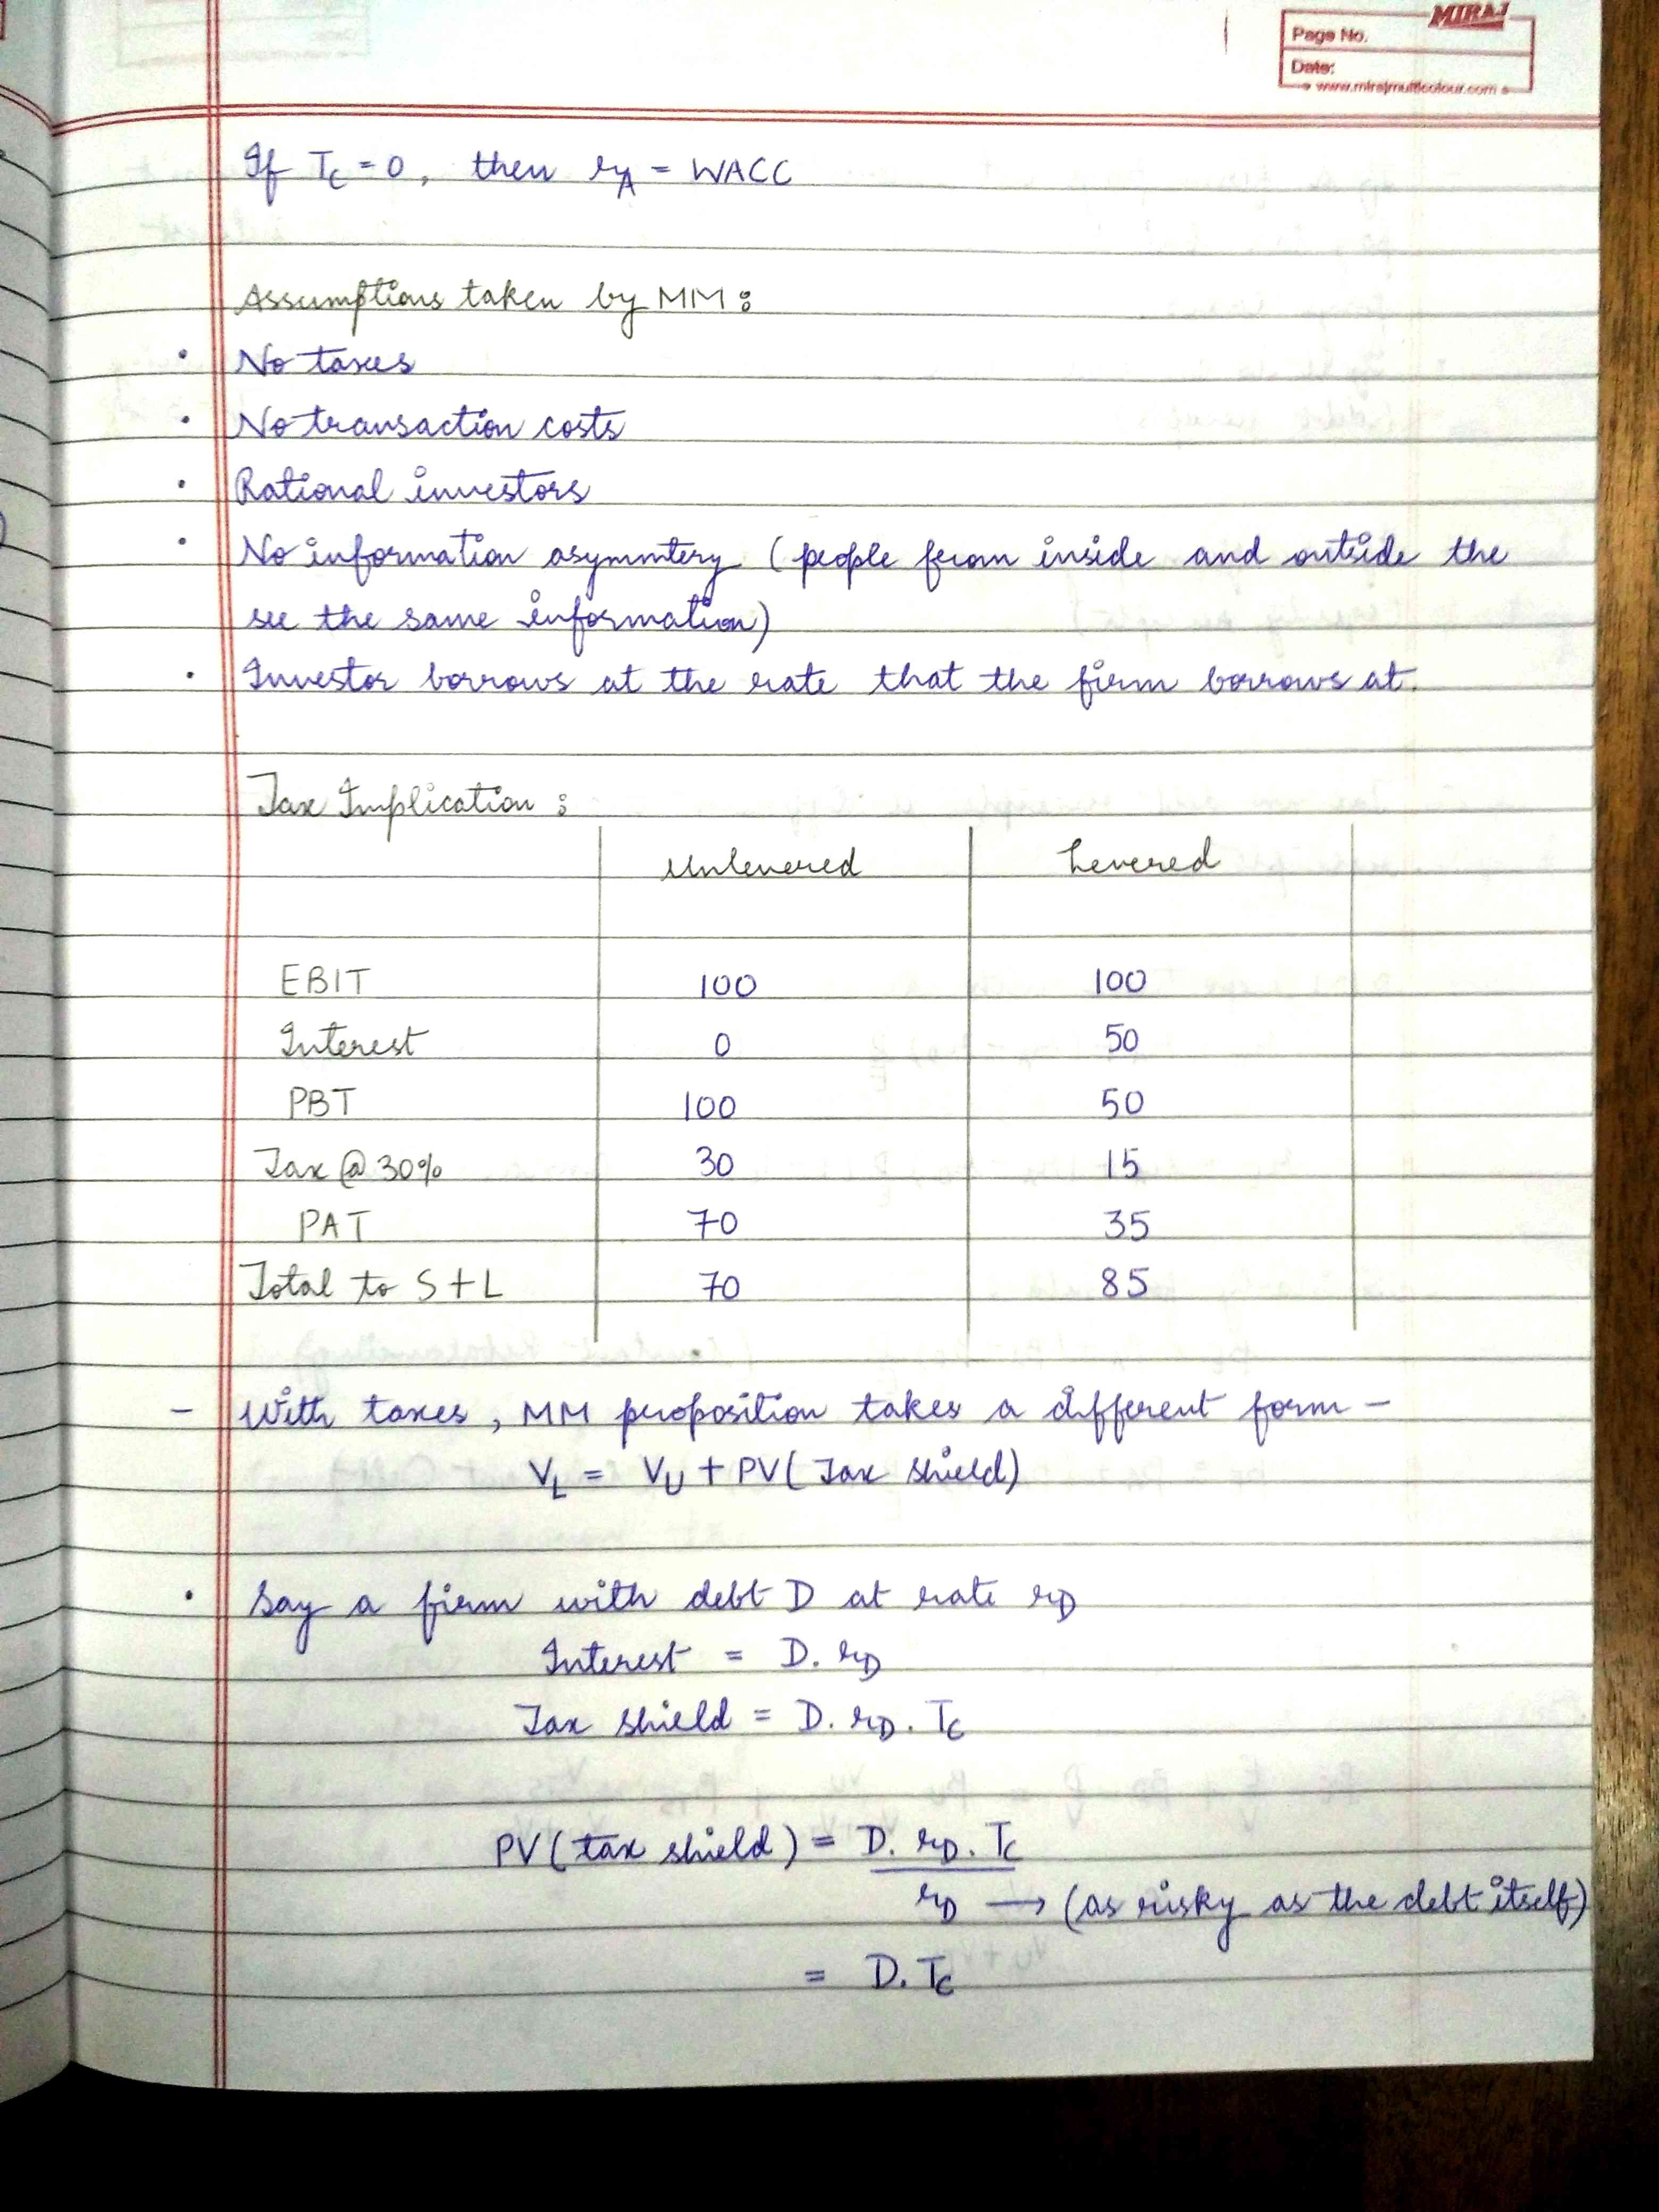 MIRAJ
Page No.
Date:
www.mirajmulticolour.com
If T_C = 0, then r_A = WACC
Assumptions taken by MM :
• No taxes
• No transaction costs
• Rational investors
• No information asymmtery (people from inside and outside the
see the same information)
• Investor borrows at the rate that the firm borrows at.
Tax Implication :
Unlevered Levered
EBIT 100 100
Interest 0 50
PBT 100 50
Tax @ 30% 30 15
PAT 70 35
Total to S + L 70 85
- With taxes, MM proposition takes a different form -
V_L = V_U + PV (Tax shield)
• Say a firm with debt D at rate r_D
Interest = D. r_D
Tax shield = D. r_D. T_C
PV (tax shield) = D. r_D. T_C
r_D → (as risky as the debt itself)
= D. T_C